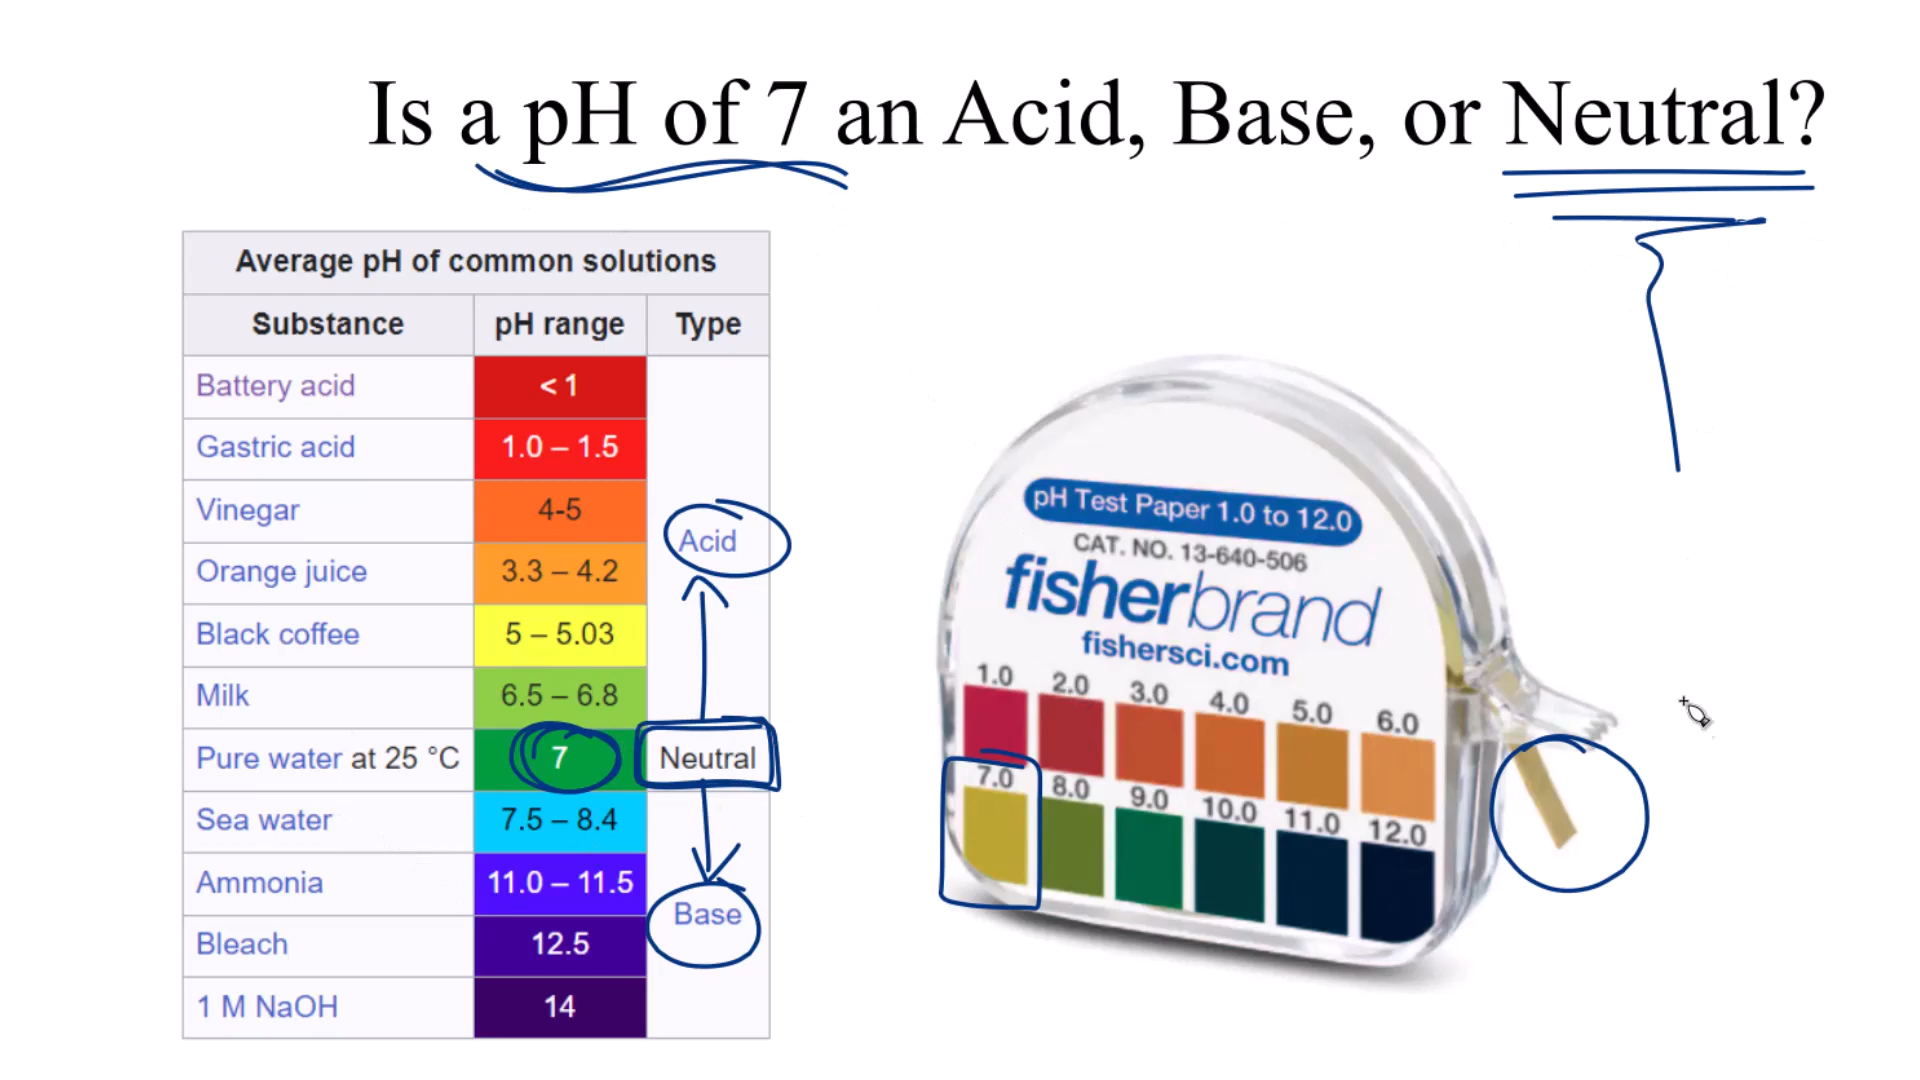 Is a pH of 7 an Acid, Base, or Neutral?
Average pH of common solutions
Substance pH range Type
Battery acid < 1
Gastric acid 1.0 – 1.5
Vinegar 4-5
Acid
Orange juice 3.3 – 4.2
Black coffee 5 – 5.03
Milk 6.5 – 6.8
Pure water at 25 °C 7 Neutral
Sea water 7.5 – 8.4
Ammonia 11.0 – 11.5
Base
Bleach 12.5
1 M NaOH 14
pH Test Paper 1.0 to 12.0
CAT. NO. 13-640-506
fisherbrand
fishersci.com
1.0 2.0 3.0 4.0 5.0 6.0
7.0 8.0 9.0 10.0 11.0 12.0